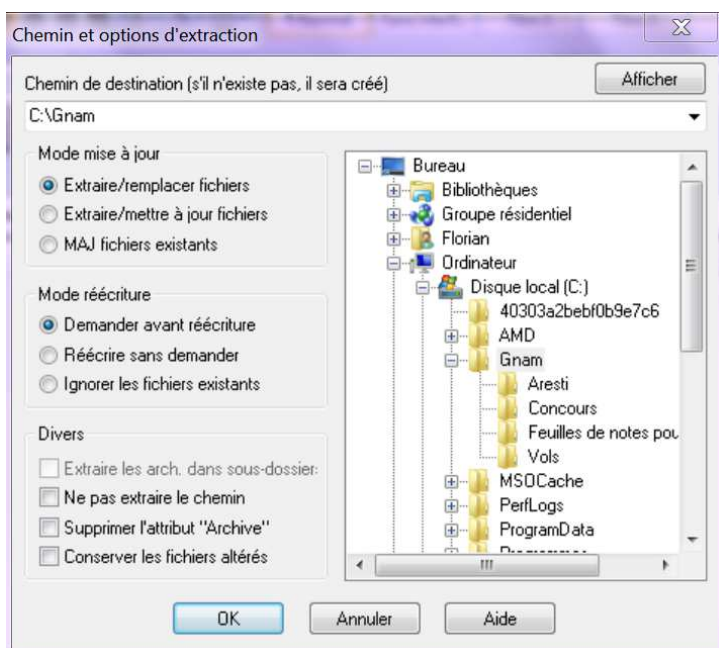 Chemin et options d'extraction
Chemin de destination (s'il n'existe pas, il sera créé)
Afficher
C:\Gnam
Mode mise à jour
Extraire/remplacer fichiers
Extraire/mettre à jour fichiers
MAJ fichiers existants
Mode réécriture
Demander avant réécriture
Réécrire sans demander
Ignorer les fichiers existants
Divers
Extraire les arch. dans sous-dossier
Ne pas extraire le chemin
Supprimer l'attribut "Archive"
Conserver les fichiers altérés
Bureau
Bibliothèques
Groupe résidentiel
Florian
Ordinateur
Disque local (C:)
40303a2bebf0b9e7c6
AMD
Gnam
Aresti
Concours
Feuilles de notes pou
Vols
MSOCache
PerfLogs
ProgramData
OK
Annuler
Aide